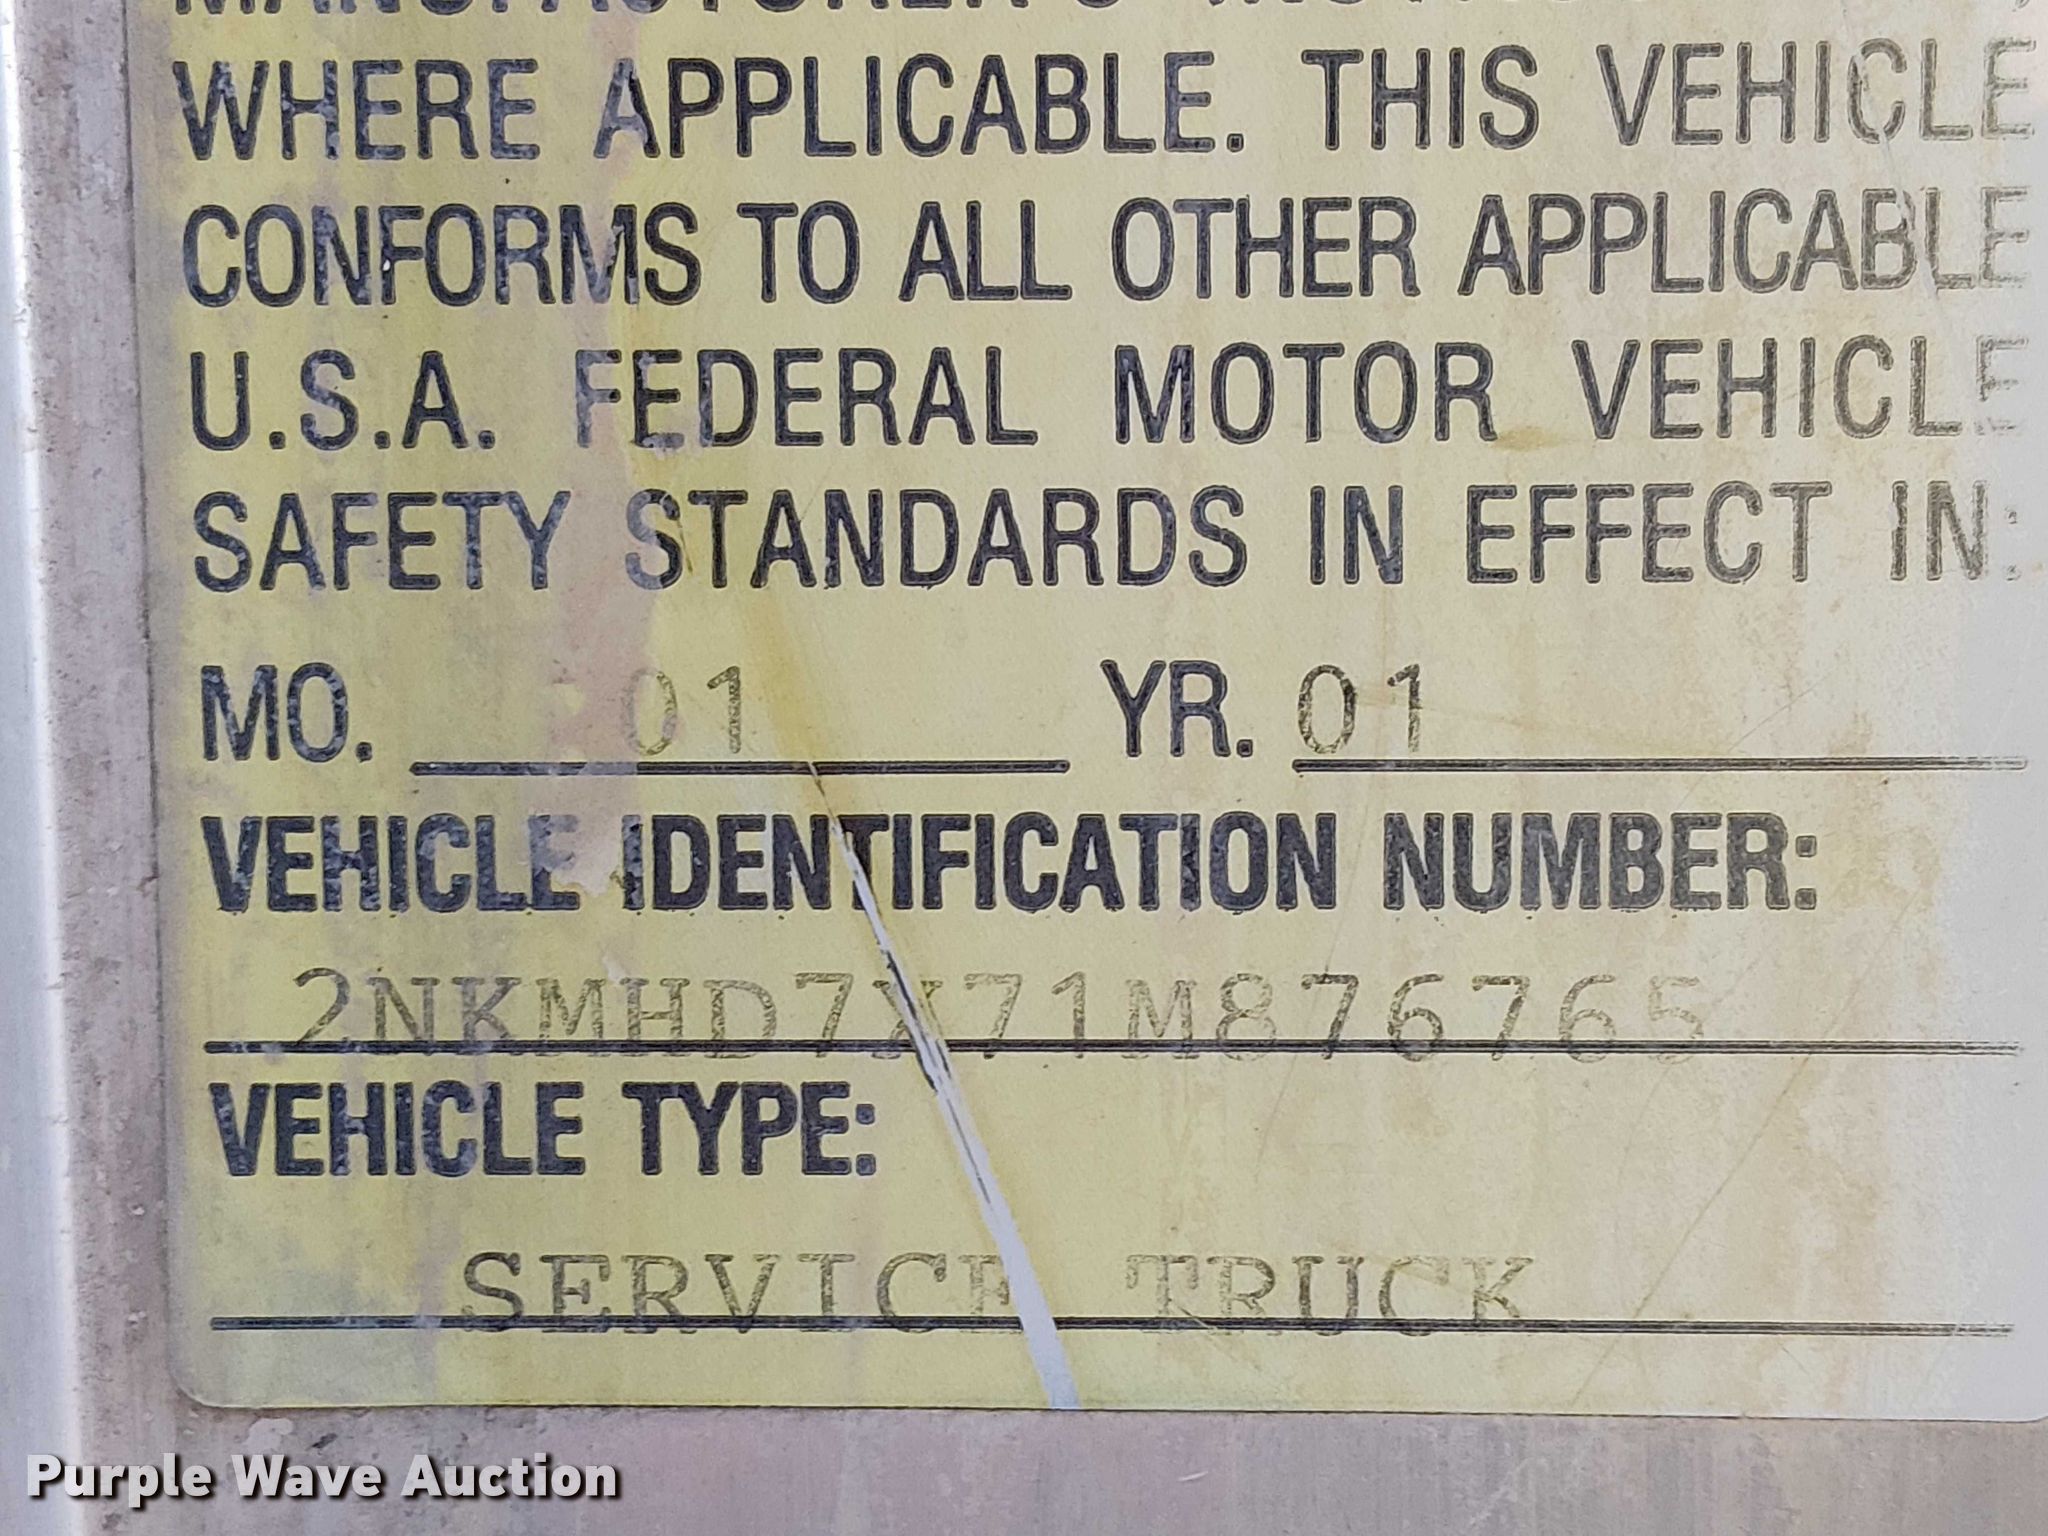 WHERE APPLICABLE. THIS VEHICLE
CONFORMS TO ALL OTHER APPLICABLE
U.S.A. FEDERAL MOTOR VEHICLE
SAFETY STANDARDS IN EFFECT IN:
MO. 01 YR. 01
VEHICLE IDENTIFICATION NUMBER:
2NKMHD7X71M876765
VEHICLE TYPE:
SERVICE TRUCK
Purple Wave Auction